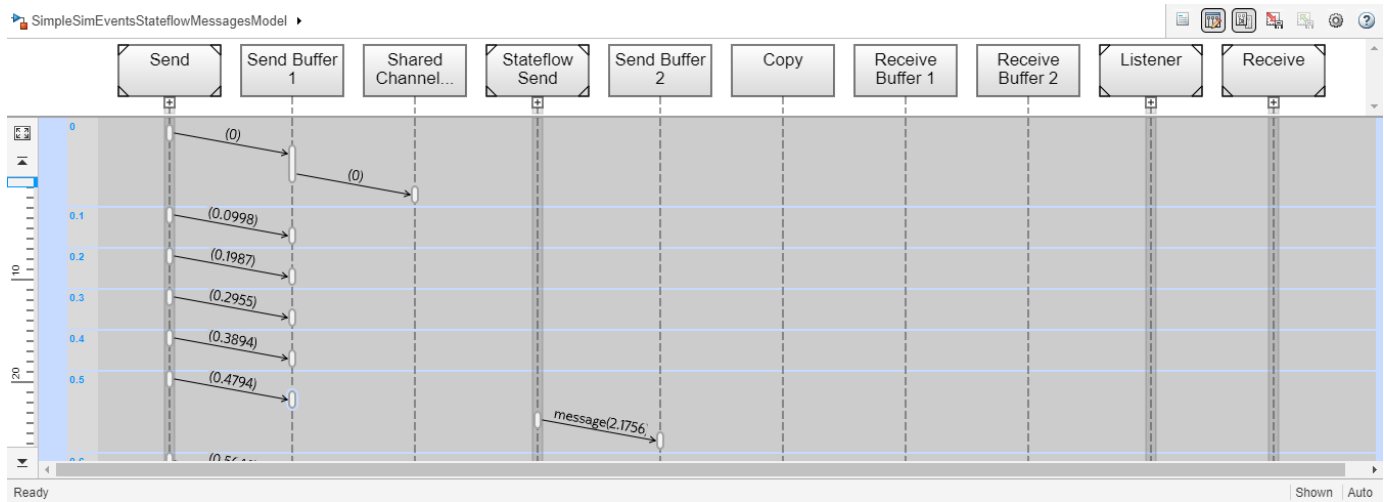 SimpleSimEventsStateflowMessagesModel
Send
Send Buffer
1
Shared
Channel...
Stateflow
Send
Send Buffer
2
Copy
Receive
Buffer 1
Receive
Buffer 2
Listener
Receive
0
(0)
(0)
0.1
(0.0998)
0.2
(0.1987)
10
0.3
(0.2955)
0.4
(0.3894)
20
0.5
(0.4794)
message(2.1756)
Ready
Shown
Auto